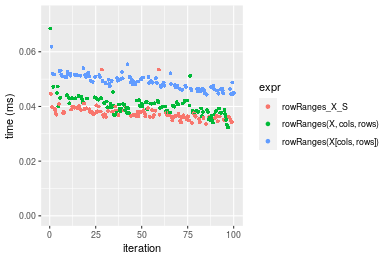 0.06
0.04
0.02
0.00
time (ms)
0
25
50
75
100
iteration
expr
rowRanges_X_S
rowRanges(X, cols, rows)
rowRanges(X[cols, rows])